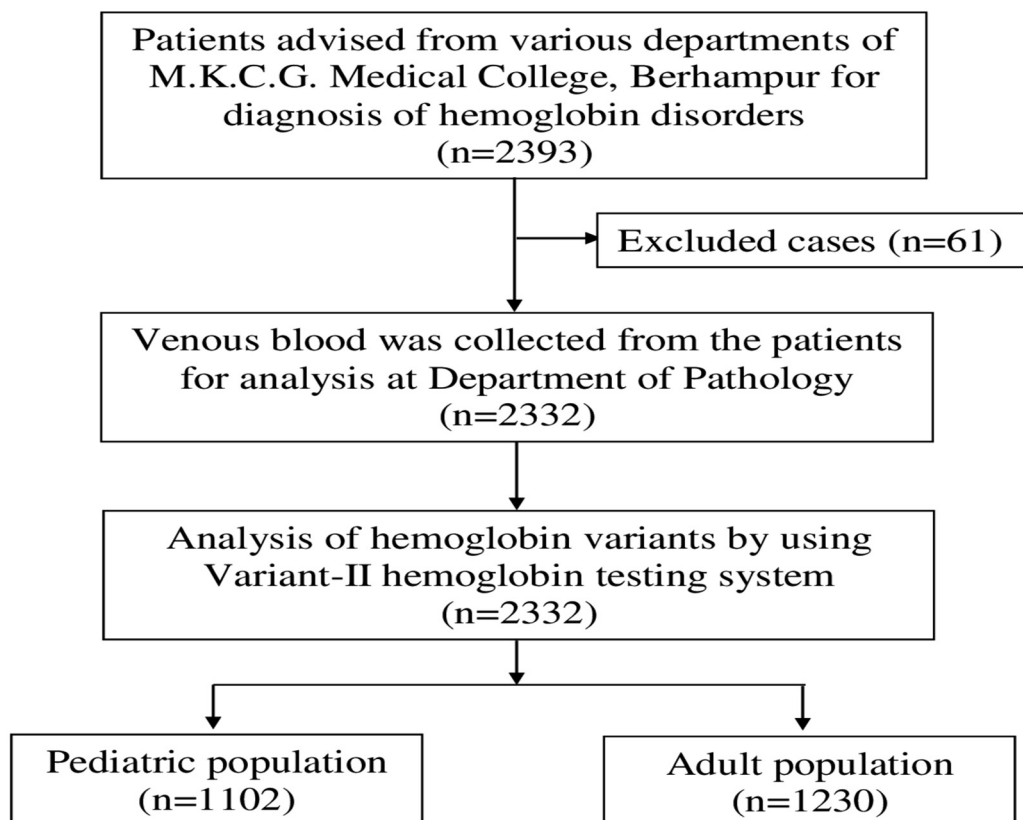 Patients advised from various departments of
M.K.C.G. Medical College, Berhampur for
diagnosis of hemoglobin disorders
(n=2393)
Excluded cases (n=61)
Venous blood was collected from the patients
for analysis at Department of Pathology
(n=2332)
Analysis of hemoglobin variants by using
Variant-II hemoglobin testing system
(n=2332)
Pediatric population
(n=1102)
Adult population
(n=1230)